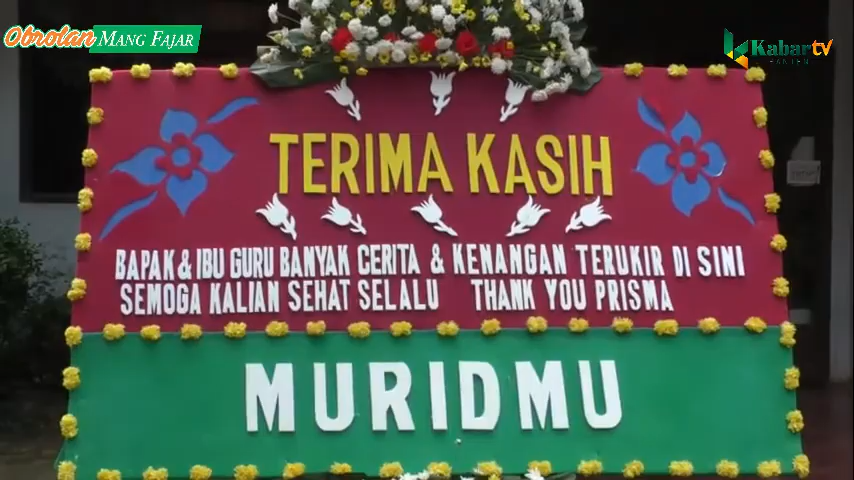 Obrolan MANG FAJAR
Kabar tv
BANTEN
TERIMA KASIH
BAPAK & IBU GURU BANYAK CERITA & KENANGAN TERUKIR DI SINI
SEMOGA KALIAN SEHAT SELALU THANK YOU PRISMA
MURIDMU